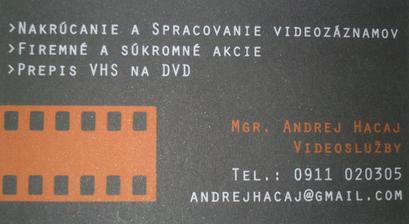 >Nakrúcanie a Spracovanie videozáznamov
>Firemné a súkromné akcie
>Prepis VHS na DVD
Mgr. Andrej Hacaj
Videoslužby
Tel.: 0911 020305
andrejhacaj@gmail.com